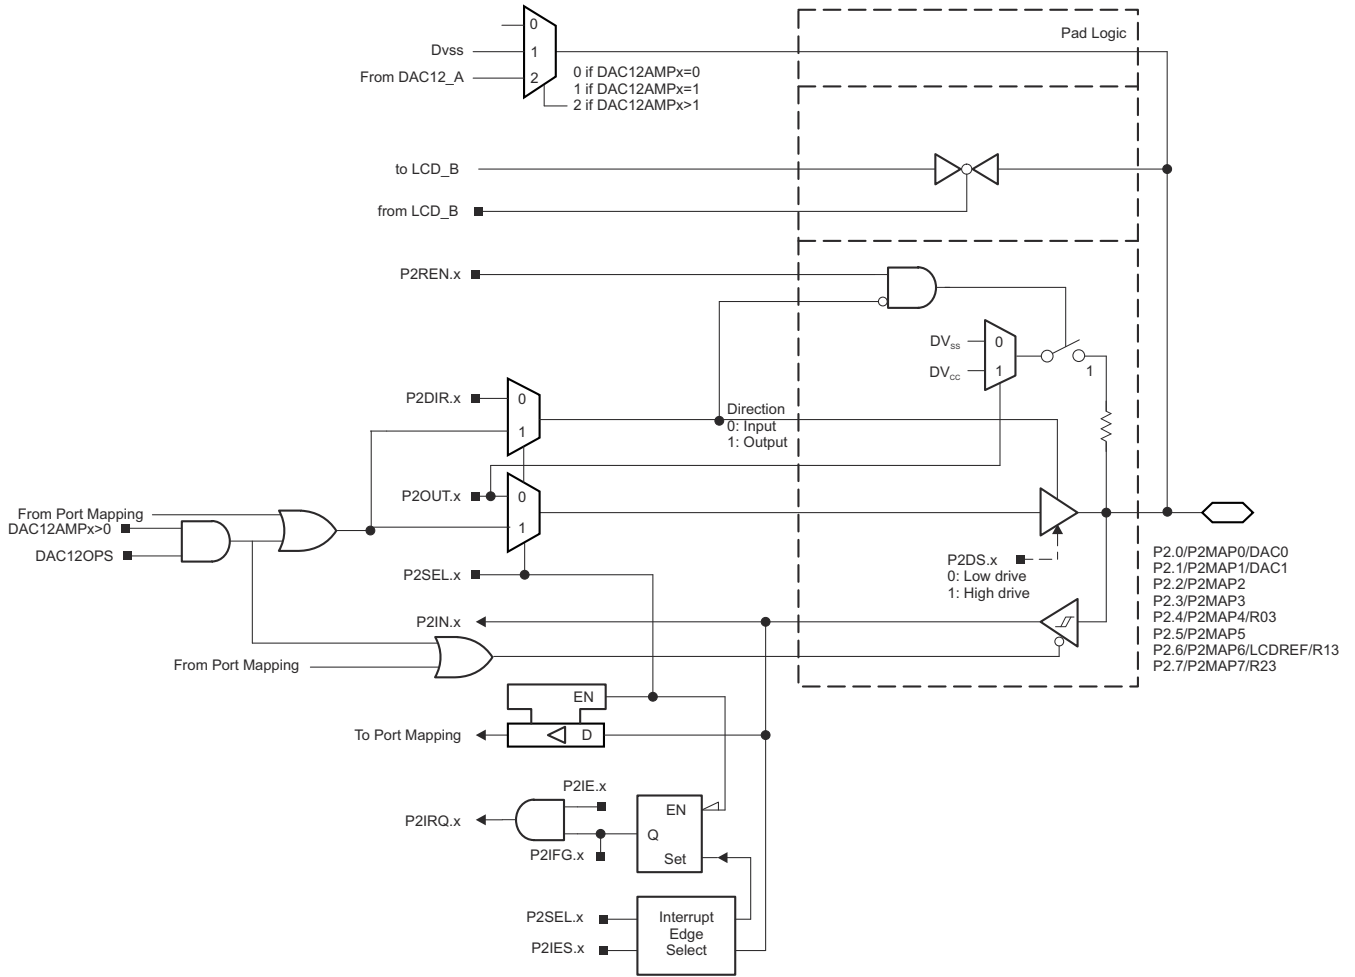 0
Pad Logic
Dvss
1
From DAC12_A
2
0 if DAC12AMPx=0
1 if DAC12AMPx=1
2 if DAC12AMPx>1
to LCD_B
from LCD_B
P2REN.x
DVSS
0
DVCC
1
1
P2DIR.x
0
1
Direction
0: Input
1: Output
P2OUT.x
0
1
From Port Mapping
DAC12AMPx>0
DAC12OPS
P2DS.x
0: Low drive
1: High drive
P2SEL.x
P2.0/P2MAP0/DAC0
P2.1/P2MAP1/DAC1
P2.2/P2MAP2
P2.3/P2MAP3
P2.4/P2MAP4/R03
P2.5/P2MAP5
P2.6/P2MAP6/LCDREF/R13
P2.7/P2MAP7/R23
P2IN.x
From Port Mapping
EN
To Port Mapping
D
P2IE.x
EN
P2IRQ.x
Q
P2IFG.x
Set
P2SEL.x
P2IES.x
Interrupt
Edge
Select